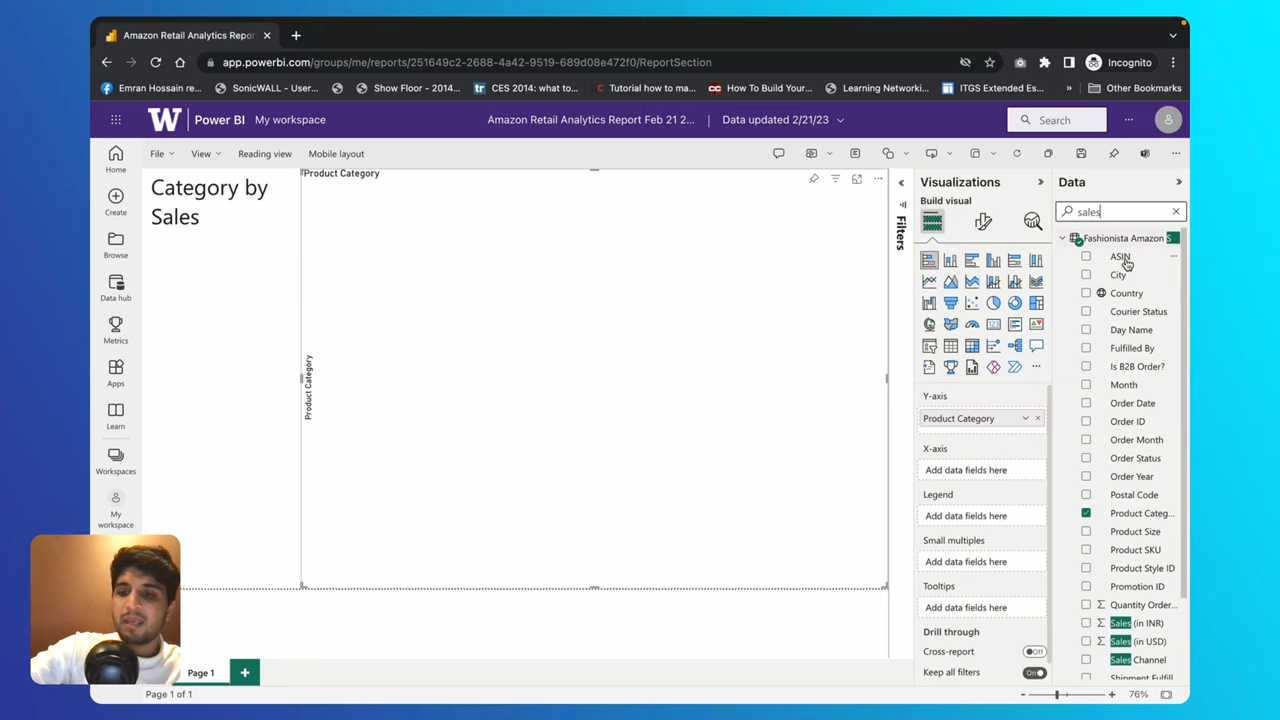 Amazon Retail Analytics Repor
app.powerbi.com/groups/me/reports/251649c2-2688-4a42-9519-689d08e472f0/ReportSection
Incognito
Emran Hossain re...
SonicWALL - User...
Show Floor - 2014...
tr
CES 2014: what to...
C
Tutorial how to ma...
CC
How To Build Your...
Learning Networki...
ITGS Extended Es...
»
Other Bookmarks
W
Power BI
My workspace
Amazon Retail Analytics Report Feb 21 2...
Data updated 2/21/23
Search
File
View
Reading view
Mobile layout
Home
Create
Browse
Data hub
Metrics
Apps
Learn
Workspaces
My
workspace
Category by
Sales
Product Category
Product Category
Filters
Visualizations
Build visual
Y-axis
Product Category
X-axis
Add data fields here
Legend
Add data fields here
Small multiples
Add data fields here
Tooltips
Add data fields here
Drill through
Cross-report
Off
Keep all filters
On
Data
sales
Fashionista Amazon S
ASIN
City
Country
Courier Status
Day Name
Fulfilled By
Is B2B Order?
Month
Order Date
Order ID
Order Month
Order Status
Order Year
Postal Code
Product Categ...
Product Size
Product SKU
Product Style ID
Promotion ID
Quantity Order...
Sales (in INR)
Sales (in USD)
Sales Channel
Shipment Fulfill
Page 1
Page 1 of 1
76%